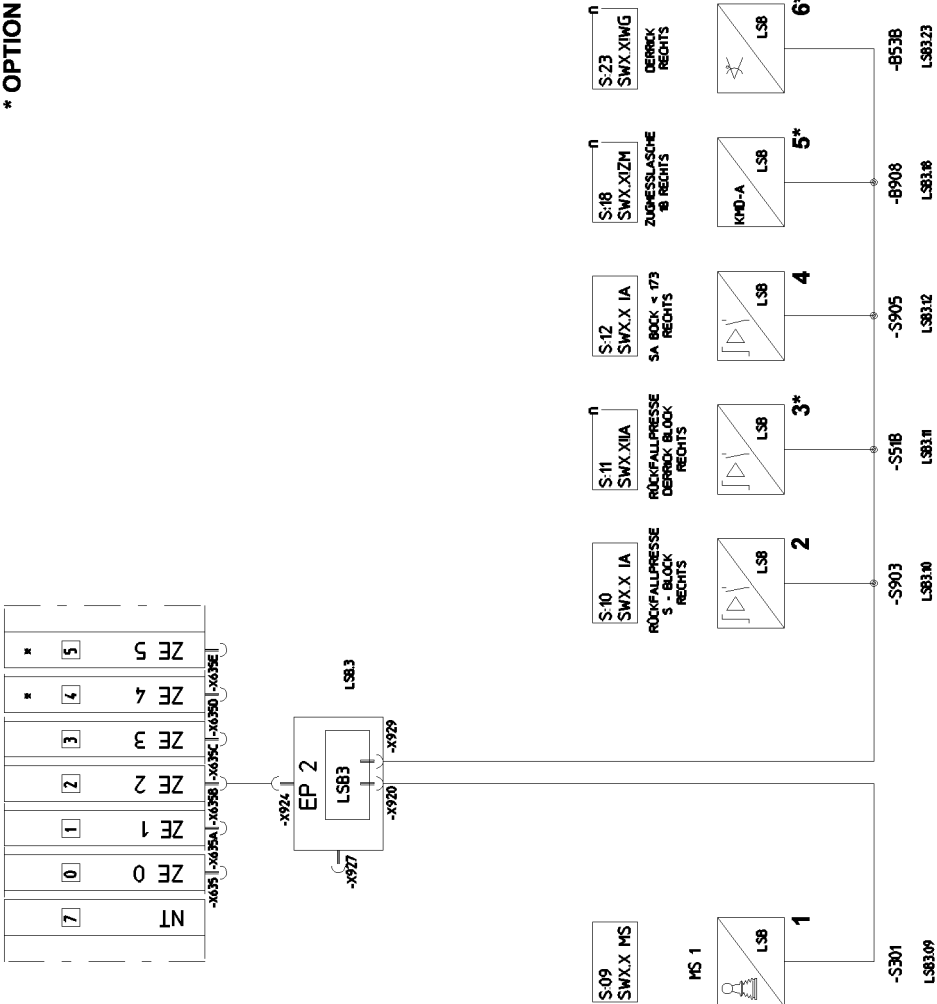 * OPTION
NT 7
ZE 0 0
ZE 1 1
ZE 2 2
ZE 3 3
ZE 4 4 *
ZE 5 5 *
-X635
-X635A
-X635B
-X635C
-X635D
-X635E
-X924
-X927
EP 2
LSB3
LSB.3
-X920
-X929
S:09
SWX.X MS
MS 1
LSB
1
-S301
LSB3.09
S:10
SWX.X IA
RÜCKFALLPRESSE
S - BLOCK
RECHTS
LSB
2
-S903
LSB3.10
n
S:11
SWX.XIIA
RÜCKFALLPRESSE
DERRICK BLOCK
RECHTS
LSB
3*
-S51B
LSB3.11
S:12
SWX.X IA
SA BOCK < 173
RECHTS
LSB
4
-S905
LSB3.12
n
S:18
SWX.XIZM
ZUGMESSLASCHE
1B RECHTS
KMD-A
LSB
5*
-B908
LSB3.18
n
S:23
SWX.XIWG
DERRICK
RECHTS
LSB
6*
-B53B
LSB3.23